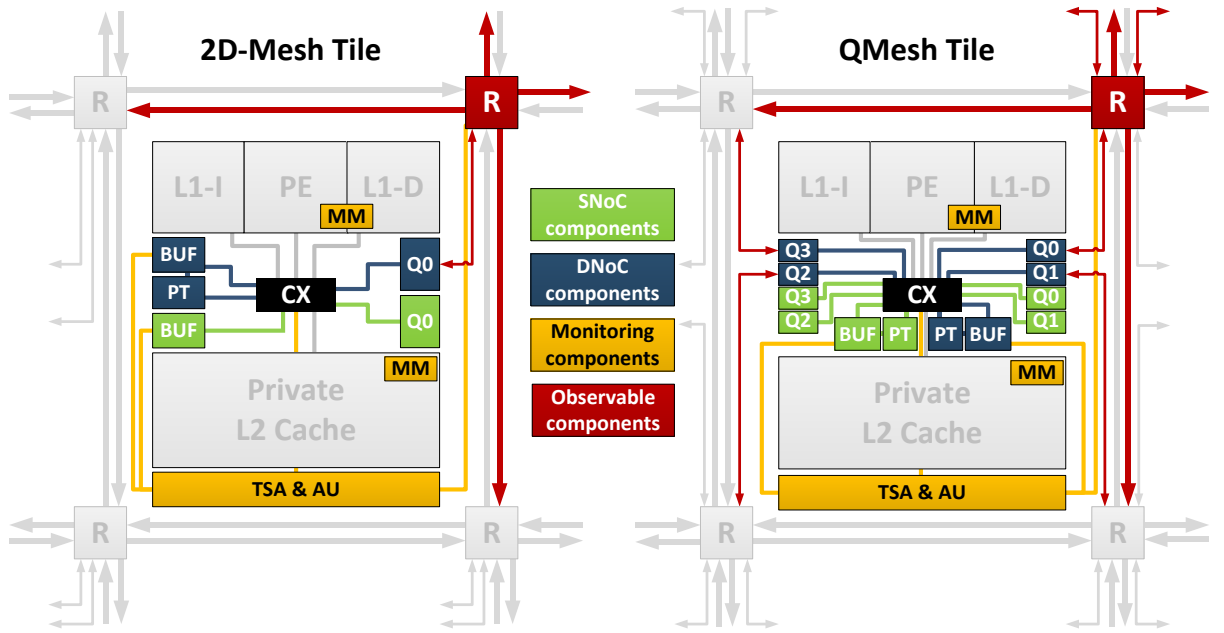 2D-Mesh Tile
QMesh Tile
R
R
R
R
L1-I
PE
L1-D
MM
L1-I
PE
L1-D
MM
SNoC
components
DNoC
components
Monitoring
components
Observable
components
BUF
PT
BUF
CX
Q0
Q0
Q3
Q2
Q3
Q2
CX
Q0
Q1
Q0
Q1
BUF
PT
PT
BUF
MM
Private
L2 Cache
MM
Private
L2 Cache
TSA & AU
TSA & AU
R
R
R
R